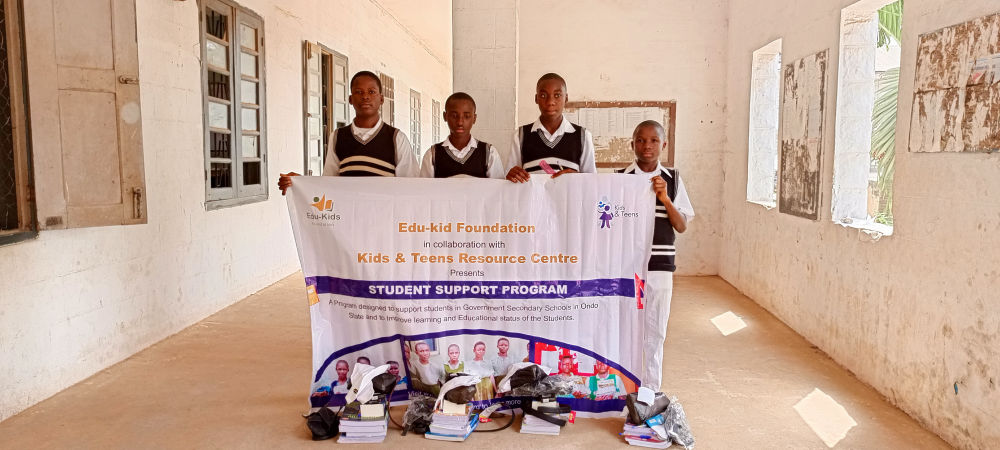 Edu-Kids
Kids
& Teens
Edu-kid Foundation
in collaboration with
Kids & Teens Resource Centre
Presents
STUDENT SUPPORT PROGRAM
A Program designed to support students in Government Secondary Schools in Ondo
State and to improve learning and Educational status of the Students.
more